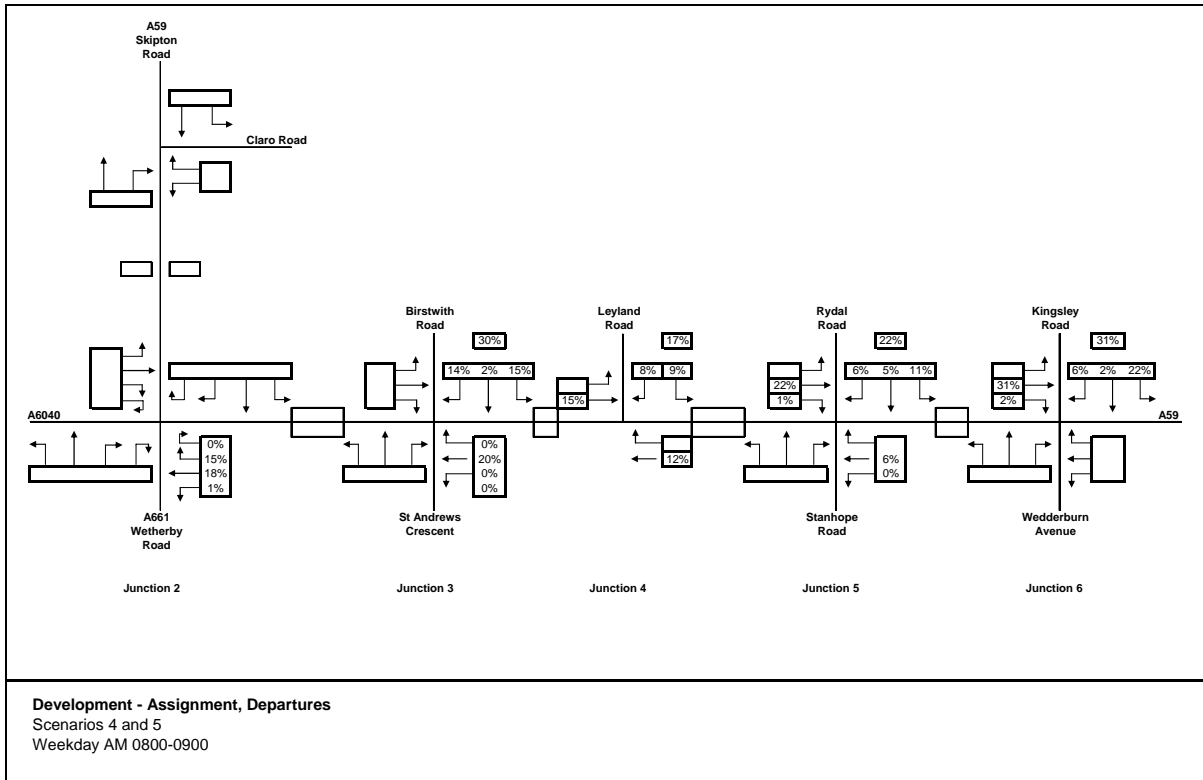 A59
Skipton
Road
Claro Road
Birstwith
Road
Leyland
Road
Rydal
Road
Kingsley
Road
30%
17%
22%
31%
14% 2% 15%
8% 9%
6% 5% 11%
6% 2% 22%
22%
31%
15%
1%
2%
A6040
A59
0%
15%
18%
1%
0%
20%
0%
0%
12%
6%
0%
A661
Wetherby
Road
St Andrews
Crescent
Stanhope
Road
Wedderburn
Avenue
Junction 2
Junction 3
Junction 4
Junction 5
Junction 6
Development - Assignment, Departures
Scenarios 4 and 5
Weekday AM 0800-0900